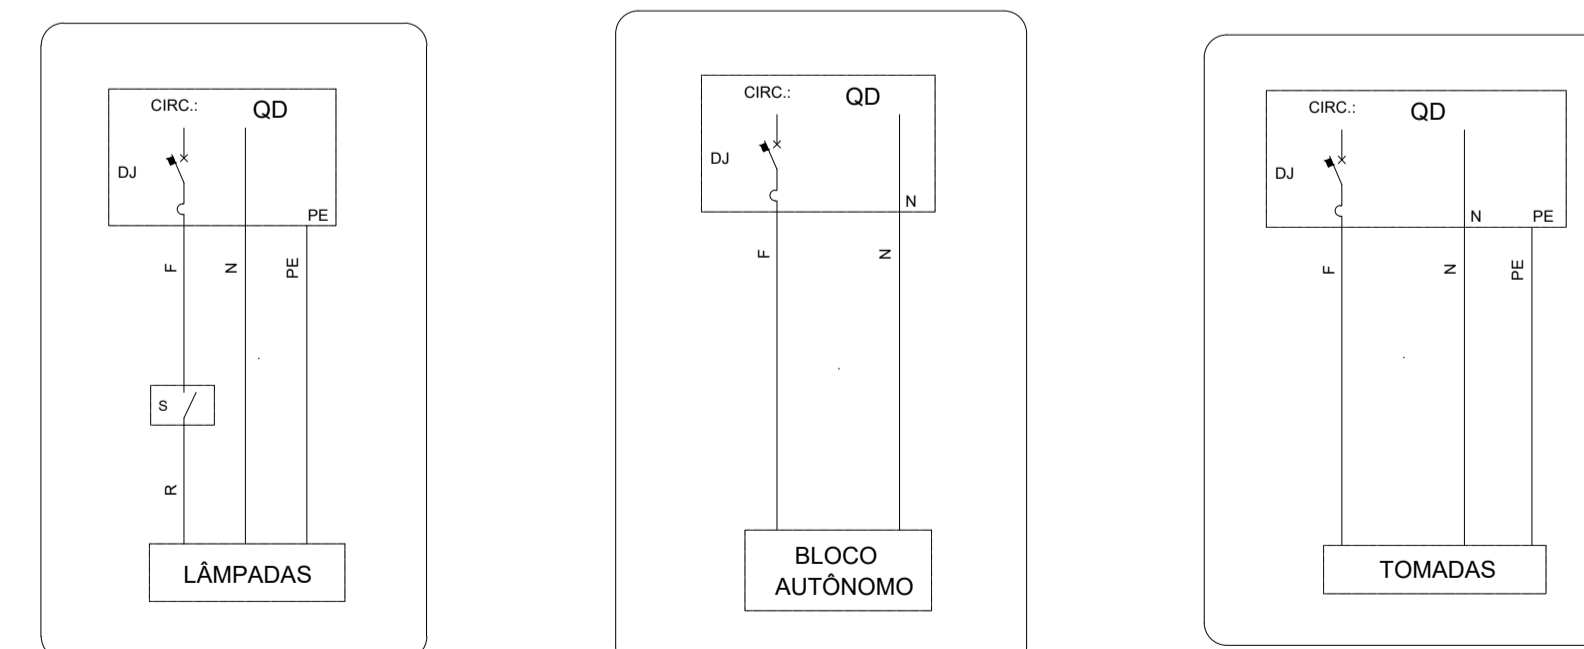 CIRC.: QD
DJ
PE
F N PE
S
R
LÂMPADAS
CIRC.: QD
DJ
N
F N
BLOCO
AUTÔNOMO
CIRC.: QD
DJ
N PE
F N PE
TOMADAS